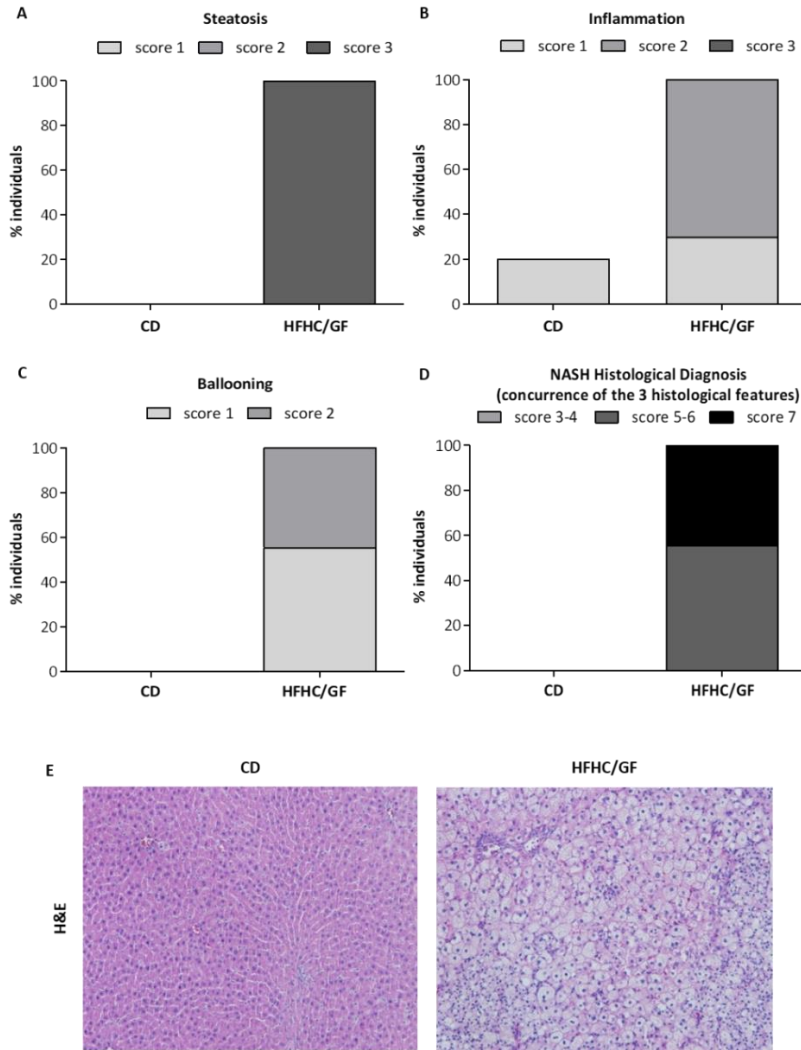 A
Steatosis
score 1 score 2 score 3
% individuals
100
80
60
40
20
0
CD HFHC/GF
B
Inflammation
score 1 score 2 score 3
% individuals
100
80
60
40
20
0
CD HFHC/GF
C
Ballooning
score 1 score 2
% individuals
100
80
60
40
20
0
CD HFHC/GF
D
NASH Histological Diagnosis
(concurrence of the 3 histological features)
score 3-4 score 5-6 score 7
% individuals
100
80
60
40
20
0
CD HFHC/GF
E
CD HFHC/GF
H&E